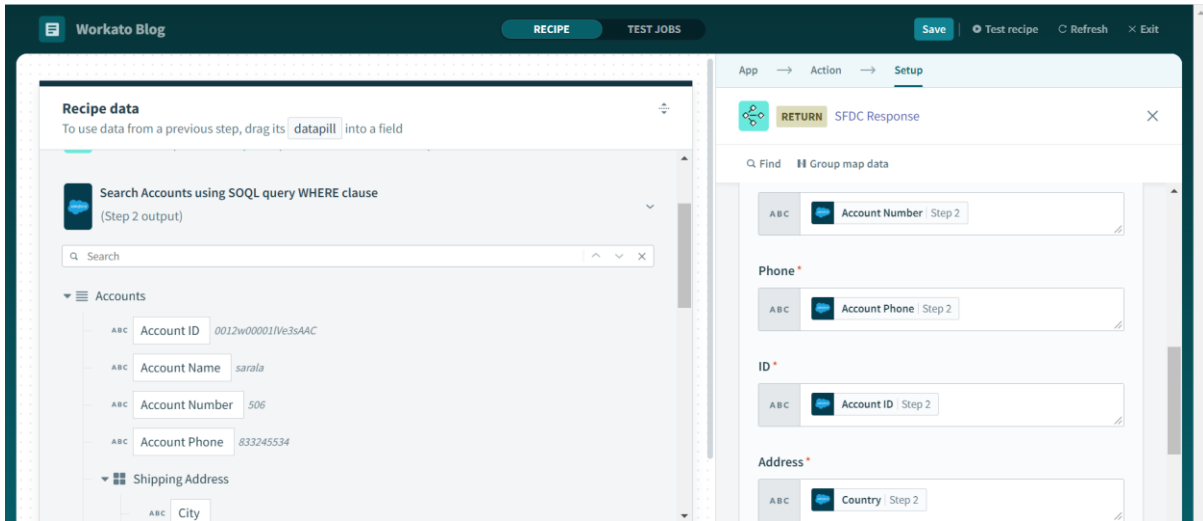 Workato Blog
RECIPE
TEST JOBS
Save
Test recipe
Refresh
Exit
Recipe data
To use data from a previous step, drag its datapill into a field
Search Accounts using SOQL query WHERE clause
(Step 2 output)
Search
Accounts
ABC Account ID 0012w00001lVe3sAAC
ABC Account Name sarala
ABC Account Number 506
ABC Account Phone 833245534
Shipping Address
ABC City
App → Action → Setup
RETURN SFDC Response
Find Group map data
ABC Account Number Step 2
Phone*
ABC Account Phone Step 2
ID*
ABC Account ID Step 2
Address*
ABC Country Step 2